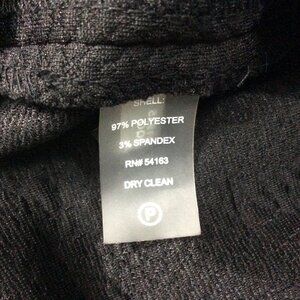 SHELL:
97% POLYESTER
3% SPANDEX
RN# 54163
DRY CLEAN
P